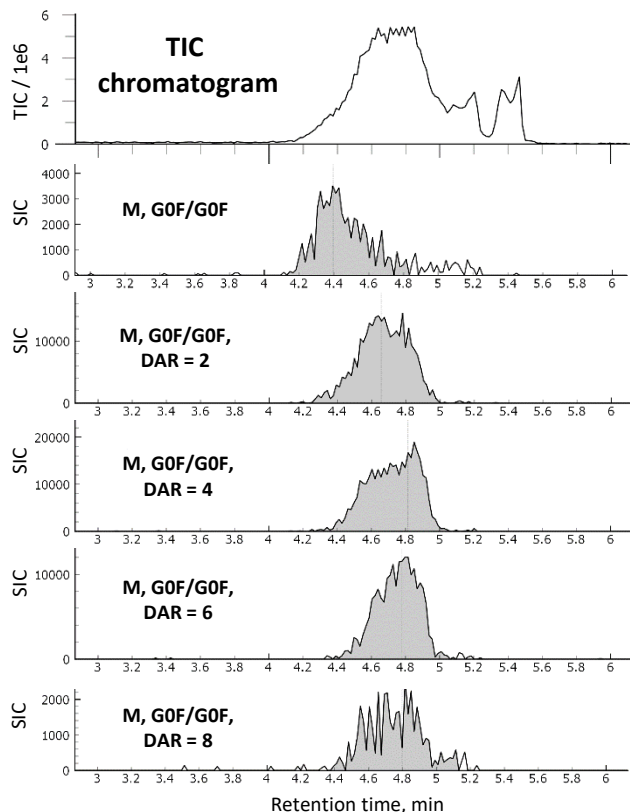 6
TIC
chromatogram
4
2
0
TIC / 1e6
4000
M, G0F/G0F
3000
2000
1000
0
SIC
3 3.2 3.4 3.6 3.8 4 4.2 4.4 4.6 4.8 5 5.2 5.4 5.6 5.8 6
M, G0F/G0F,
DAR = 2
10000
0
SIC
3 3.2 3.4 3.6 3.8 4 4.2 4.4 4.6 4.8 5 5.2 5.4 5.6 5.8 6
20000
M, G0F/G0F,
DAR = 4
10000
0
SIC
3 3.2 3.4 3.6 3.8 4 4.2 4.4 4.6 4.8 5 5.2 5.4 5.6 5.8 6
M, G0F/G0F,
DAR = 6
10000
0
SIC
3 3.2 3.4 3.6 3.8 4 4.2 4.4 4.6 4.8 5 5.2 5.4 5.6 5.8 6
M, G0F/G0F,
DAR = 8
2000
1000
0
SIC
3 3.2 3.4 3.6 3.8 4 4.2 4.4 4.6 4.8 5 5.2 5.4 5.6 5.8 6
Retention time, min